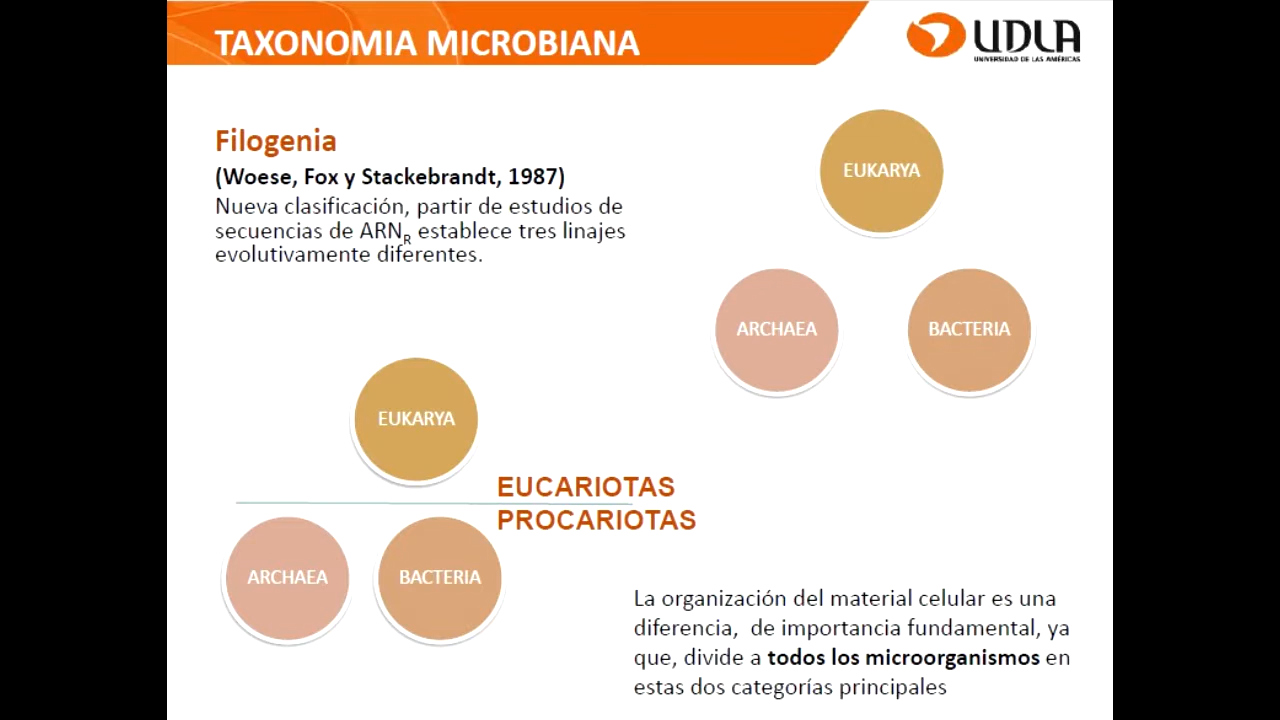 TAXONOMIA MICROBIANA
UDLA
UNIVERSIDAD DE LAS AMÉRICAS
Filogenia
(Woese, Fox y Stackebrandt, 1987)
Nueva clasificación, partir de estudios de
secuencias de ARNR establece tres linajes
evolutivamente diferentes.
EUKARYA
ARCHAEA
BACTERIA
EUKARYA
EUCARIOTAS
PROCARIOTAS
ARCHAEA
BACTERIA
La organización del material celular es una
diferencia, de importancia fundamental, ya
que, divide a todos los microorganismos en
estas dos categorías principales